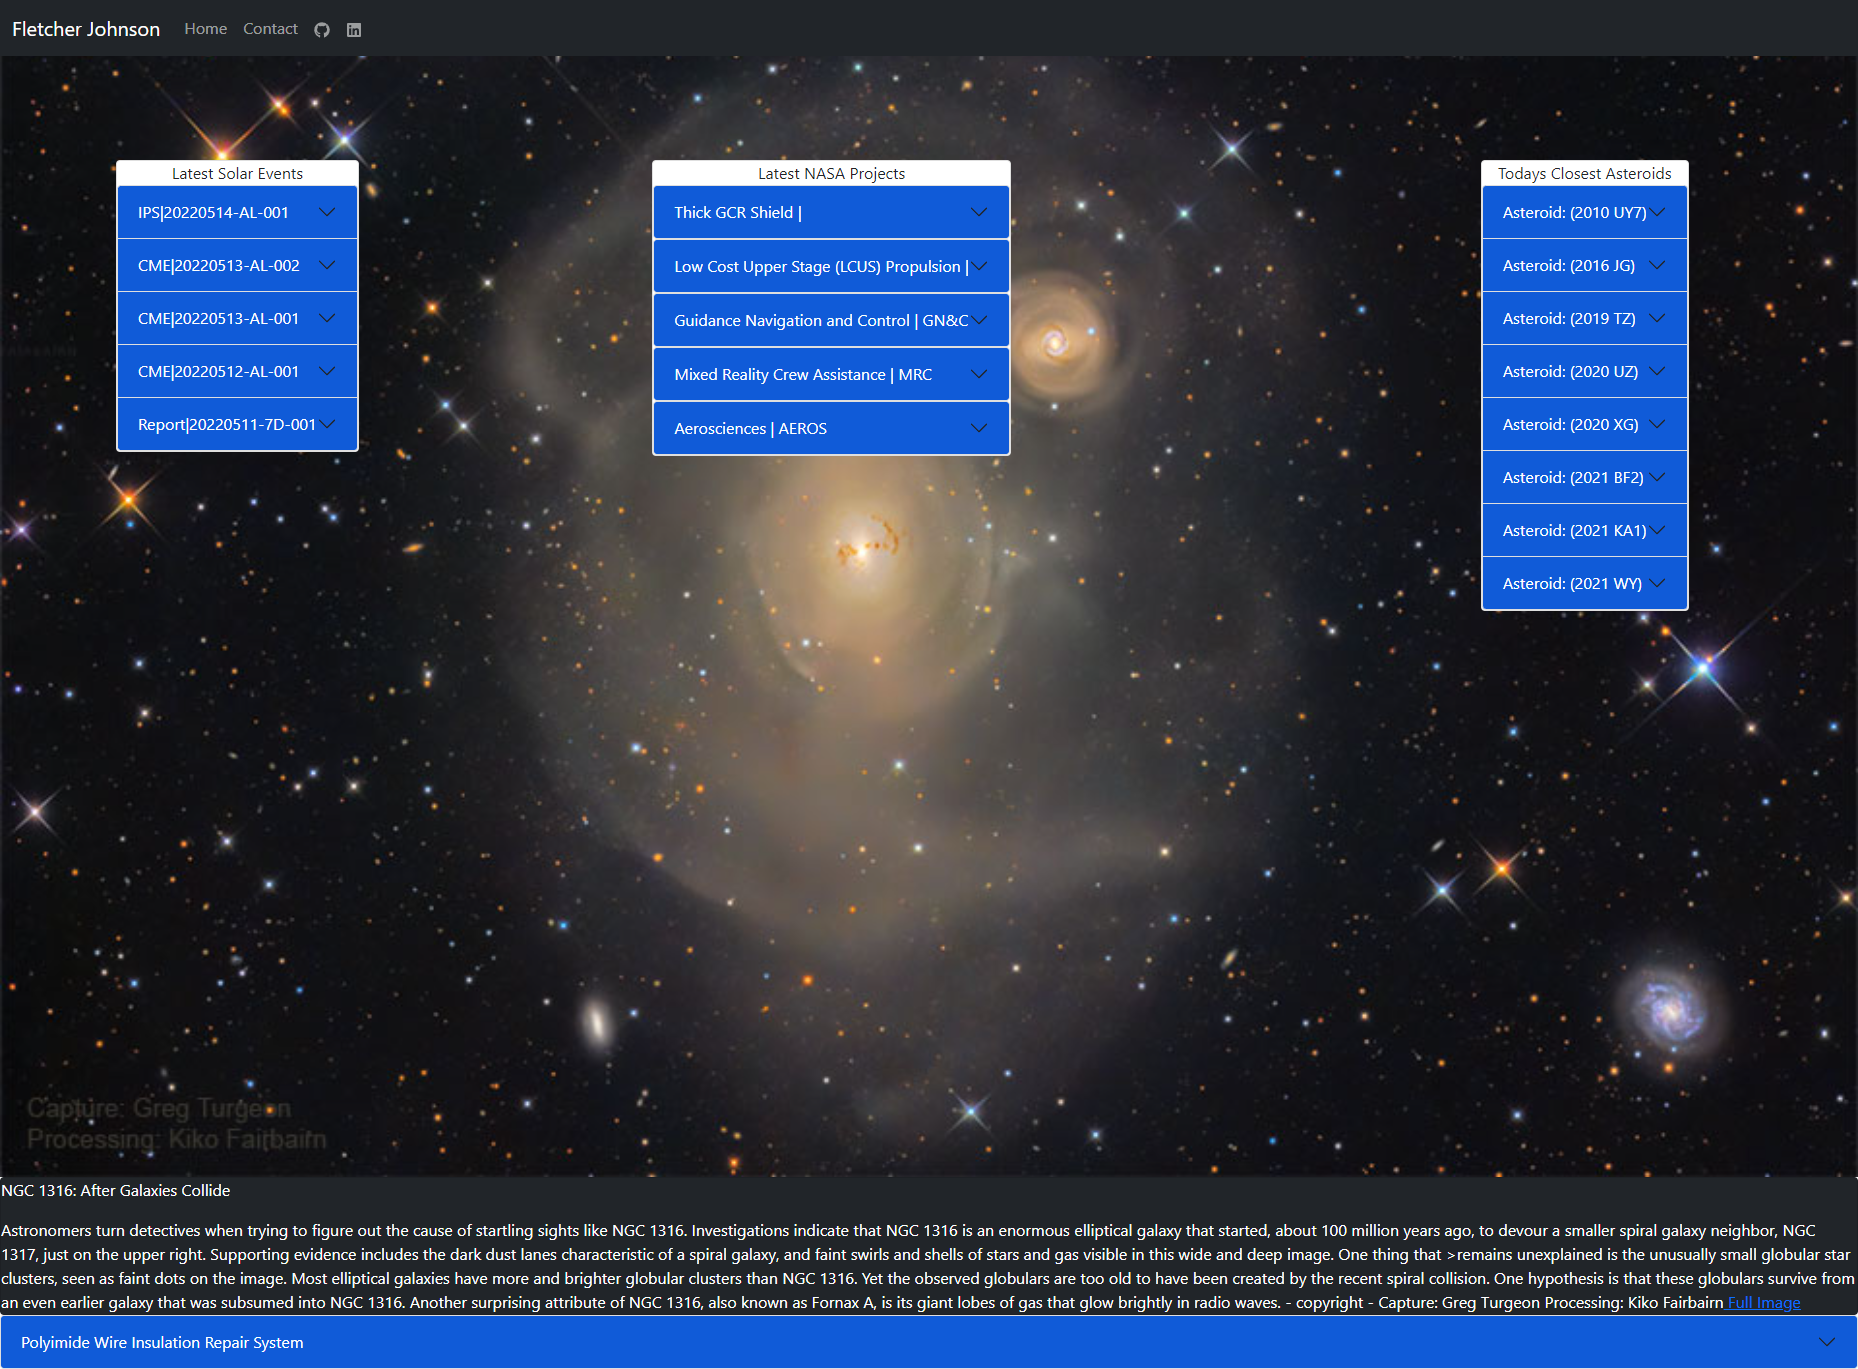 Fletcher Johnson Home Contact
Latest Solar Events
IPS|20220514-AL-001
CME|20220513-AL-002
CME|20220513-AL-001
CME|20220512-AL-001
Report|20220511-7D-001
Latest NASA Projects
Thick GCR Shield |
Low Cost Upper Stage (LCUS) Propulsion |
Guidance Navigation and Control | GN&C
Mixed Reality Crew Assistance | MRC
Aerosciences | AEROS
Todays Closest Asteroids
Asteroid: (2010 UY7)
Asteroid: (2016 JG)
Asteroid: (2019 TZ)
Asteroid: (2020 UZ)
Asteroid: (2020 XG)
Asteroid: (2021 BF2)
Asteroid: (2021 KA1)
Asteroid: (2021 WY)
Capture: Greg Turgeon
Processing: Kiko Fairbairn
NGC 1316: After Galaxies Collide
Astronomers turn detectives when trying to figure out the cause of startling sights like NGC 1316. Investigations indicate that NGC 1316 is an enormous elliptical galaxy that started, about 100 million years ago, to devour a smaller spiral galaxy neighbor, NGC
1317, just on the upper right. Supporting evidence includes the dark dust lanes characteristic of a spiral galaxy, and faint swirls and shells of stars and gas visible in this wide and deep image. One thing that >remains unexplained is the unusually small globular star
clusters, seen as faint dots on the image. Most elliptical galaxies have more and brighter globular clusters than NGC 1316. Yet the observed globulars are too old to have been created by the recent spiral collision. One hypothesis is that these globulars survive from
an even earlier galaxy that was subsumed into NGC 1316. Another surprising attribute of NGC 1316, also known as Fornax A, is its giant lobes of gas that glow brightly in radio waves. - copyright - Capture: Greg Turgeon Processing: Kiko Fairbairn Full Image
Polyimide Wire Insulation Repair System